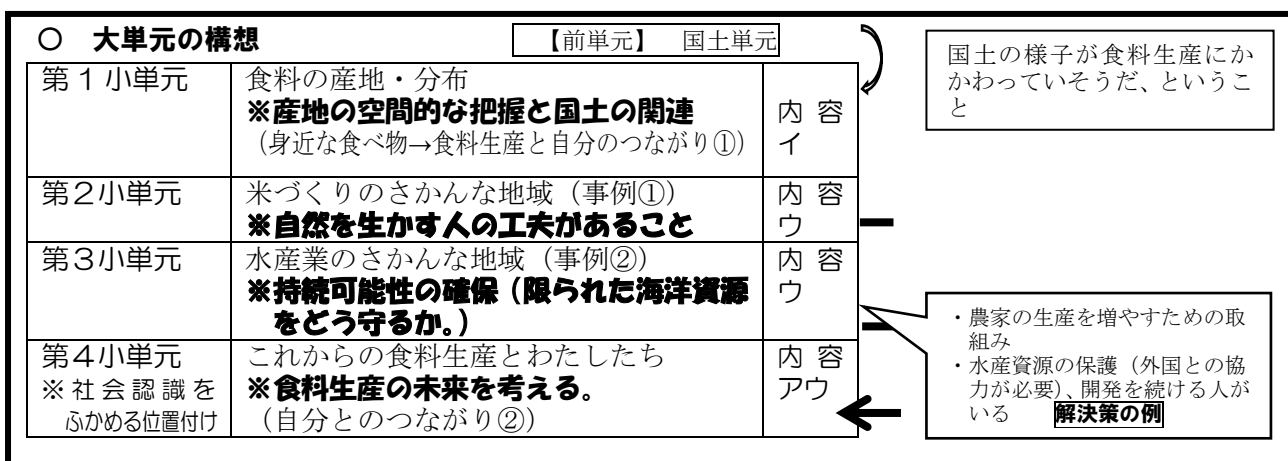 ○ 大単元の構想
【前単元】 国土単元
第1小単元
食料の産地・分布
※産地の空間的な把握と国土の関連
（身近な食べ物→食料生産と自分のつながり①）
内容
イ
第2小単元
米づくりのさかんな地域（事例①）
※自然を生かす人の工夫があること
内容
ウ
第3小単元
水産業のさかんな地域（事例②）
※持続可能性の確保（限られた海洋資源
をどう守るか。）
内容
ウ
第4小単元
※社会認識を
ふかめる位置付け
これからの食料生産とわたしたち
※食料生産の未来を考える。
（自分とのつながり②）
内容
アウ
国土の様子が食料生産にか
かわっていそうだ、というこ
と
・農家の生産を増やすための取
組み
・水産資源の保護（外国との協
力が必要）、開発を続ける人が
いる 解決策の例